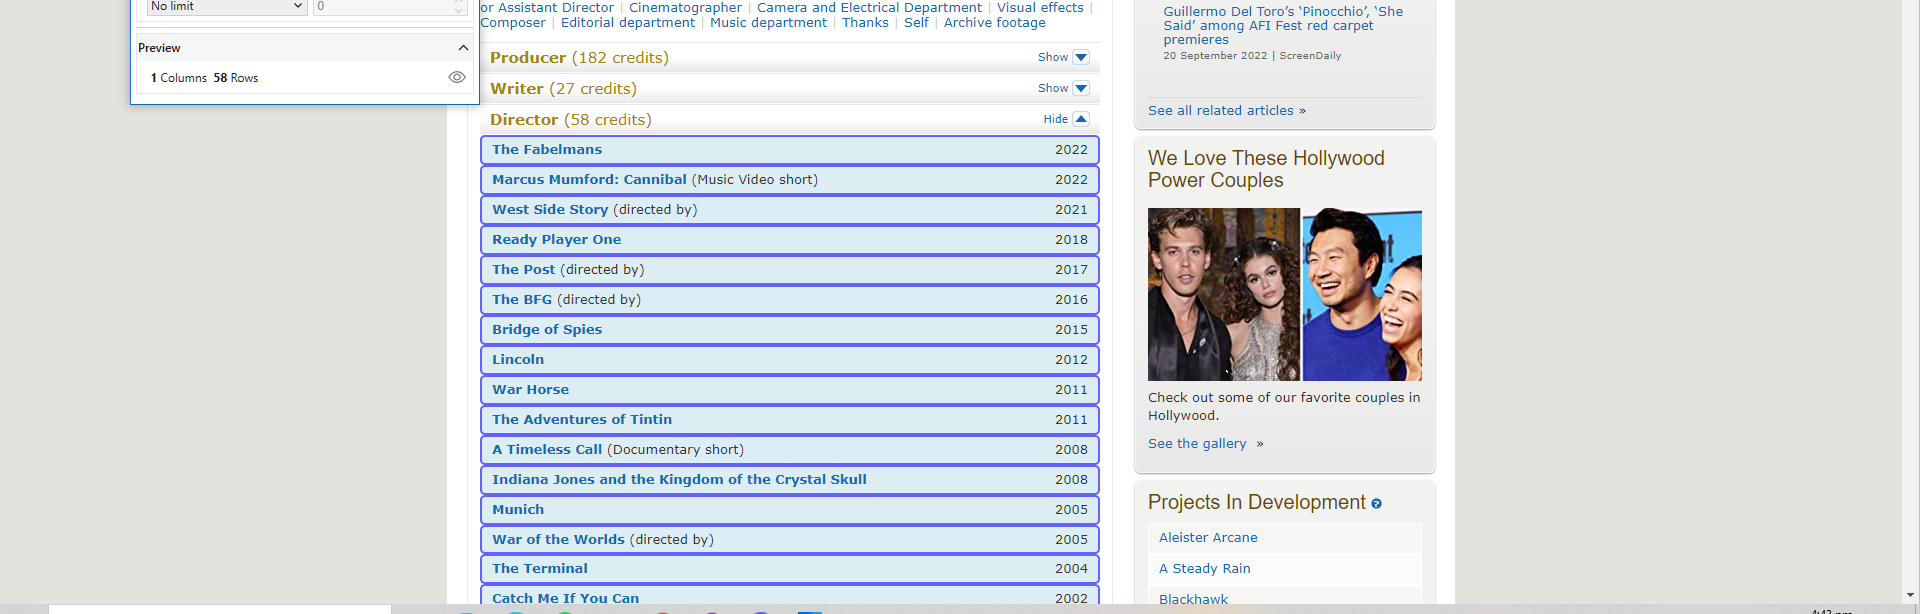 No limit 0
Preview
1 Columns 58 Rows
or Assistant Director | Cinematographer | Camera and Electrical Department | Visual effects |
Composer | Editorial department | Music department | Thanks | Self | Archive footage
Producer (182 credits) Show
Writer (27 credits) Show
Director (58 credits) Hide
The Fabelmans 2022
Marcus Mumford: Cannibal (Music Video short) 2022
West Side Story (directed by) 2021
Ready Player One 2018
The Post (directed by) 2017
The BFG (directed by) 2016
Bridge of Spies 2015
Lincoln 2012
War Horse 2011
The Adventures of Tintin 2011
A Timeless Call (Documentary short) 2008
Indiana Jones and the Kingdom of the Crystal Skull 2008
Munich 2005
War of the Worlds (directed by) 2005
The Terminal 2004
Catch Me If You Can 2002
Guillermo Del Toro’s ‘Pinocchio’, ‘She
Said’ among AFI Fest red carpet
premieres
20 September 2022 | ScreenDaily
See all related articles »
We Love These Hollywood
Power Couples
Check out some of our favorite couples in
Hollywood.
See the gallery »
Projects In Development ?
Aleister Arcane
A Steady Rain
Blackhawk